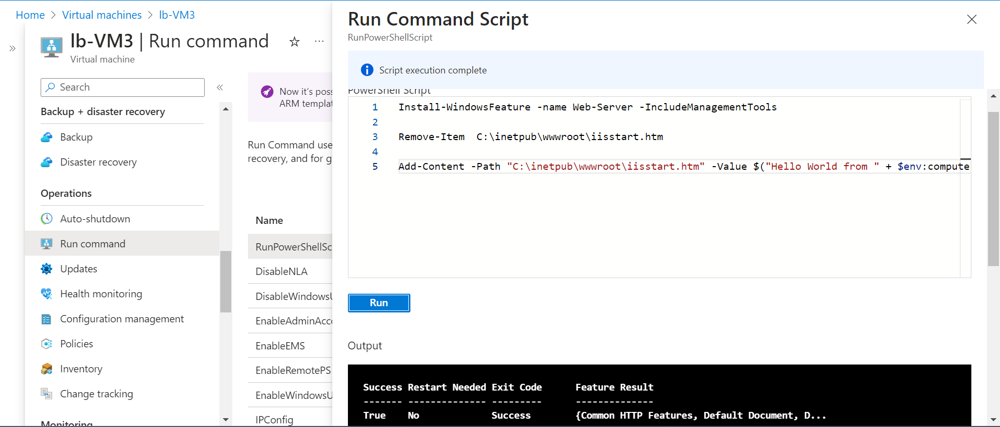 Home > Virtual machines > lb-VM3
lb-VM3 | Run command
Virtual machine
Search
Backup + disaster recovery
Backup
Disaster recovery
Operations
Auto-shutdown
Run command
Updates
Health monitoring
Configuration management
Policies
Inventory
Change tracking
Monitoring
Now it's poss
ARM templat
Run Command use
recovery, and for g
Name
RunPowerShellSc
DisableNLA
DisableWindowsU
EnableAdminAcco
EnableEMS
EnableRemotePS
EnableWindowsU
IPConfig
Run Command Script
RunPowerShellScript
Script execution complete
PowerShell Script
1 Install-WindowsFeature -name Web-Server -IncludeManagementTools
2
3 Remove-Item  C:\inetpub\wwwroot\iisstart.htm
4
5 Add-Content -Path "C:\inetpub\wwwroot\iisstart.htm" -Value $("Hello World from " + $env:compute
Run
Output
Success Restart Needed Exit Code      Feature Result
------- -------------- ---------      --------------
True    No             Success        {Common HTTP Features, Default Document, D...